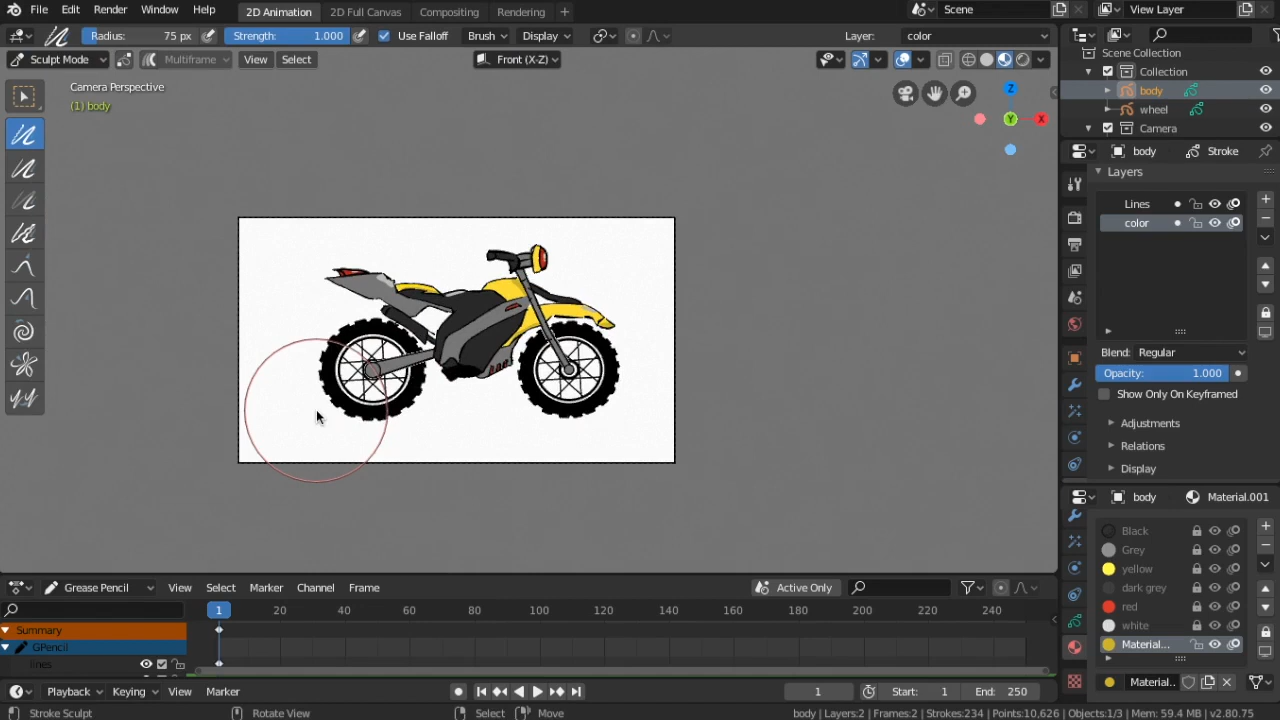 File Edit Render Window Help 2D Animation 2D Full Canvas Compositing Rendering + Scene View Layer
Radius: 75 px Strength: 1.000 Use Falloff Brush Display Layer: color
Sculpt Mode Multiframe View Select Front (X-Z)
Scene Collection
Collection
body
wheel
Camera
Camera Perspective
(1) body
Z
Y
X
body Stroke
Layers
Lines
color
Blend: Regular
Opacity: 1.000
Show Only On Keyframed
Adjustments
Relations
Display
body Material.001
Black
Grey
yellow
dark grey
red
white
Material...
Material..
Grease Pencil View Select Marker Channel Frame Active Only
1 20 40 60 80 100 120 140 160 180 200 220 240
Summary
GPencil
lines
Playback Keying View Marker 1 Start: 1 End: 250
Stroke Sculpt Rotate View Select Move body | Layers:2 | Frames:2 | Strokes:234 | Points:10,626 | Objects:1/3 | Mem: 59.4 MB | v2.80.75